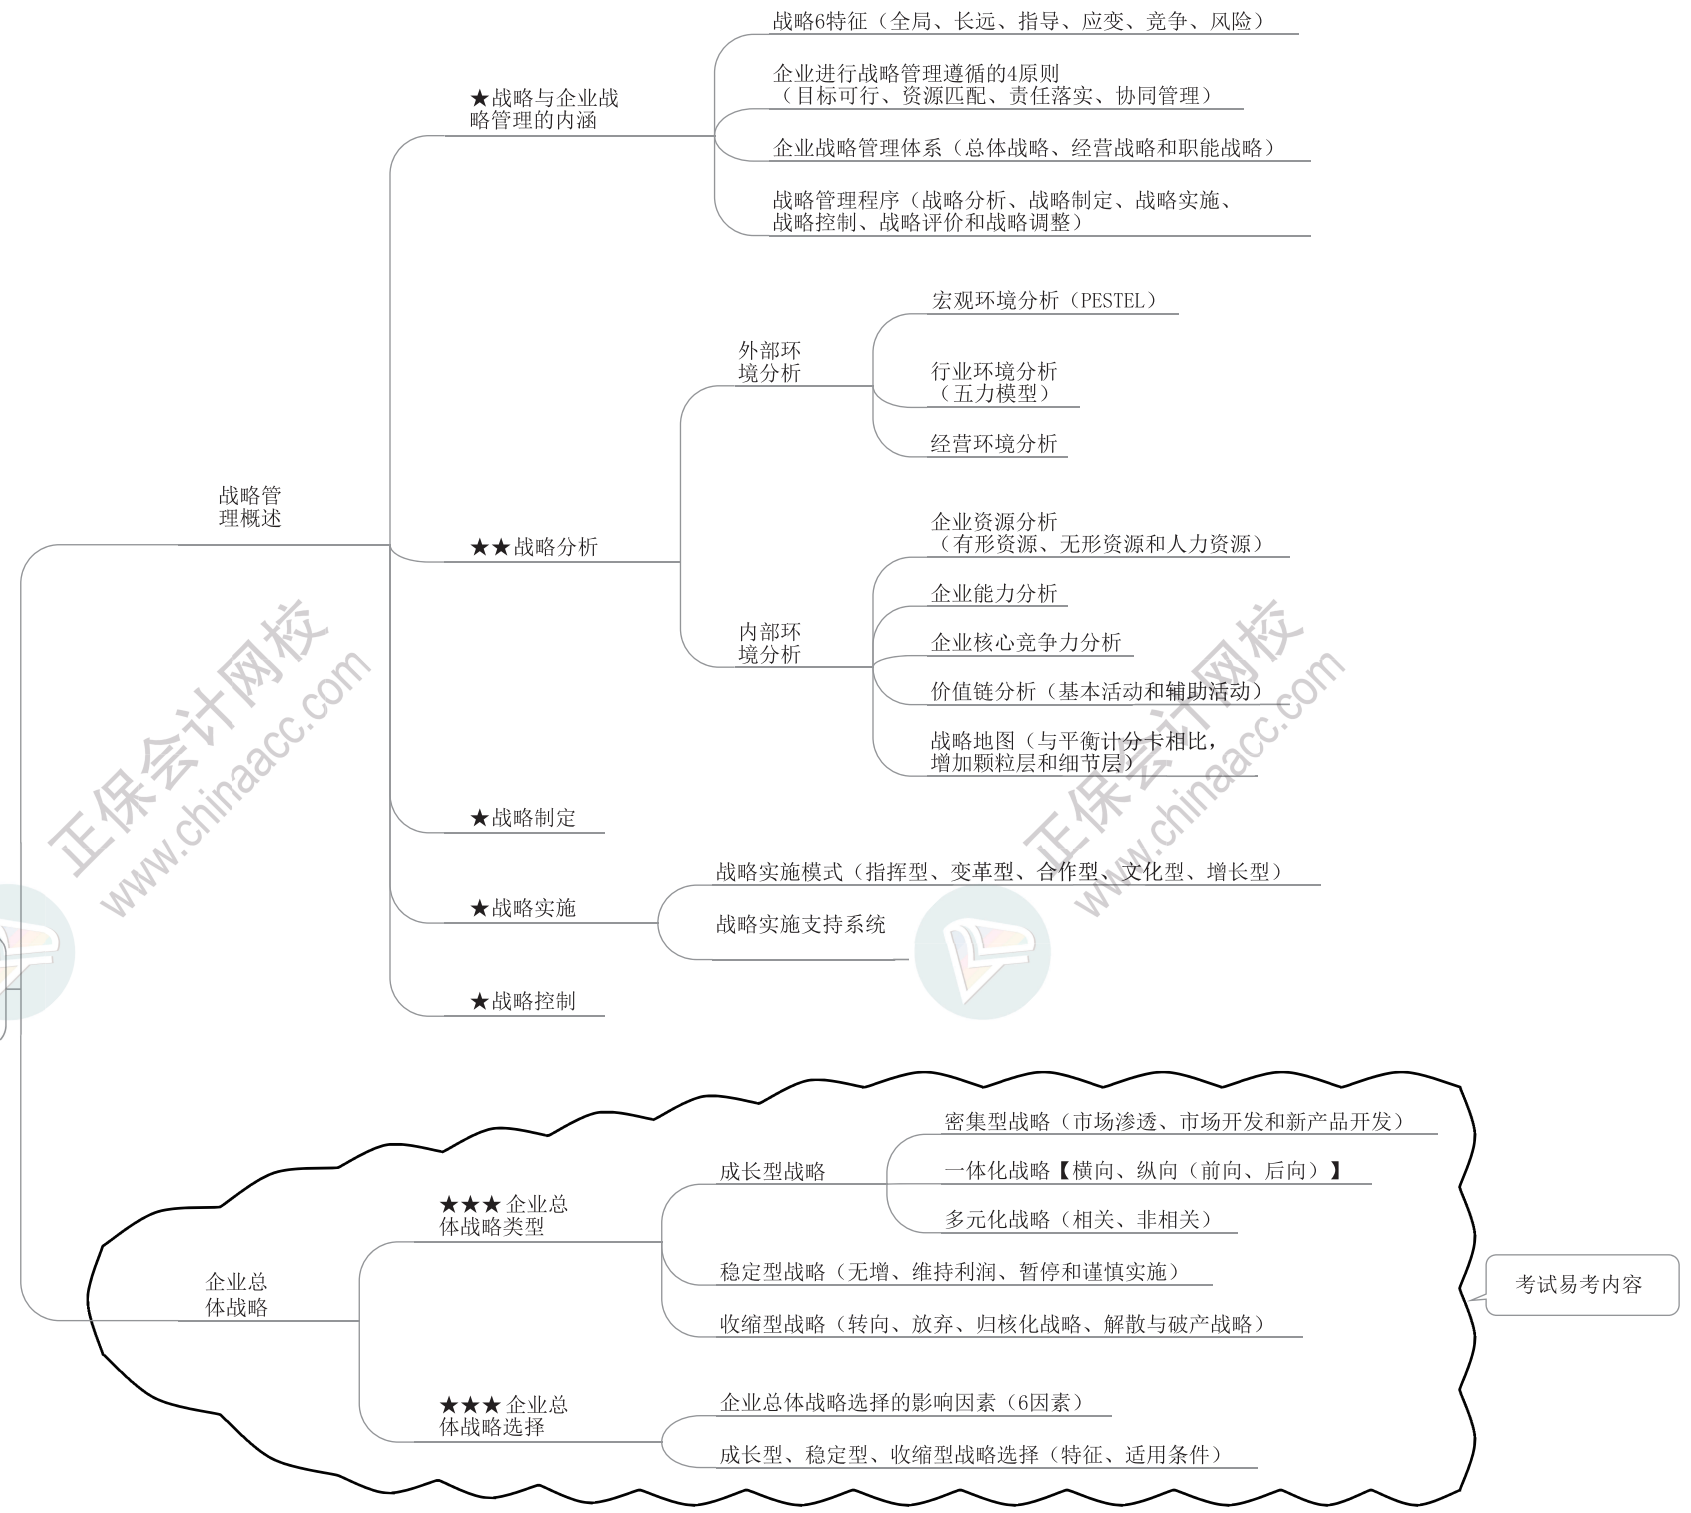 战略6特征（全局、长远、指导、应变、竞争、风险）
企业进行战略管理遵循的4原则
（目标可行、资源匹配、责任落实、协同管理）
★战略与企业战
略管理的内涵
企业战略管理体系（总体战略、经营战略和职能战略）
战略管理程序（战略分析、战略制定、战略实施、
战略控制、战略评价和战略调整）
宏观环境分析（PESTEL）
外部环
境分析
行业环境分析
（五力模型）
经营环境分析
战略管
理概述
★★战略分析
企业资源分析
（有形资源、无形资源和人力资源）
企业能力分析
内部环
境分析
企业核心竞争力分析
价值链分析（基本活动和辅助活动）
战略地图（与平衡计分卡相比，
增加颗粒层和细节层）
★战略制定
战略实施模式（指挥型、变革型、合作型、文化型、增长型）
★战略实施
战略实施支持系统
★战略控制
正保会计网校
www.chinaacc.com
正保会计网校
www.chinaacc.com
密集型战略（市场渗透、市场开发和新产品开发）
成长型战略
一体化战略【横向、纵向（前向、后向）】
★★★企业总
体战略类型
多元化战略（相关、非相关）
稳定型战略（无增、维持利润、暂停和谨慎实施）
企业总
体战略
考试易考内容
收缩型战略（转向、放弃、归核化战略、解散与破产战略）
★★★企业总
体战略选择
企业总体战略选择的影响因素（6因素）
成长型、稳定型、收缩型战略选择（特征、适用条件）